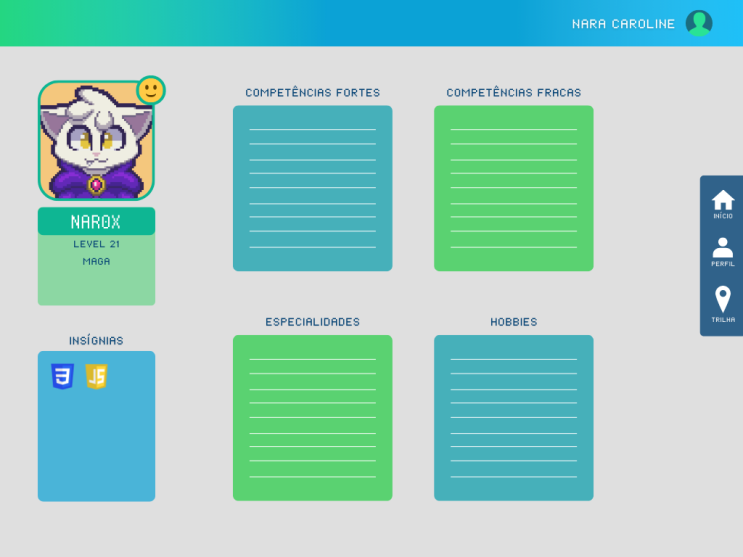 NARA CAROLINE
NAROX
LEVEL 21
MAGA
INSÍGNIAS
3
JS
COMPETÊNCIAS FORTES
COMPETÊNCIAS FRACAS
ESPECIALIDADES
HOBBIES
INÍCIO
PERFIL
TRILHA